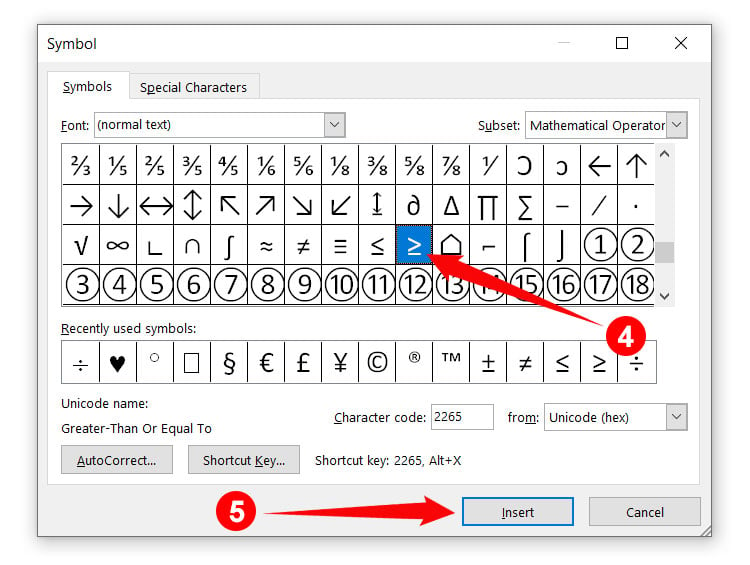 Symbol
Symbols Special Characters
Font: (normal text) Subset: Mathematical Operator
⅔ ⅕ ⅖ ⅗ ⅘ ⅙ ⅚ ⅛ ⅜ ⅝ ⅞ ⅟ Ↄ ↄ ← ↑
→ ↓ ↔ ↕ ↖ ↗ ↘ ↙ ↨ ∂ ∆ ∏ ∑ − ∕ ∙
√ ∞ ∟ ∩ ∫ ≈ ≠ ≡ ≤ ≥ ⌂ ⌐ ⌠ ⌡ ① ②
③ ④ ⑤ ⑥ ⑦ ⑧ ⑨ ⑩ ⑪ ⑫ ⑬ ⑭ ⑮ ⑯ ⑰ ⑱
4
Recently used symbols:
÷ ♥ ° □ § € £ ¥ © ® ™ ± ≠ ≤ ≥ ÷
Unicode name:
Greater-Than Or Equal To
Character code: 2265 from: Unicode (hex)
AutoCorrect... Shortcut Key... Shortcut key: 2265, Alt+X
5 Insert Cancel